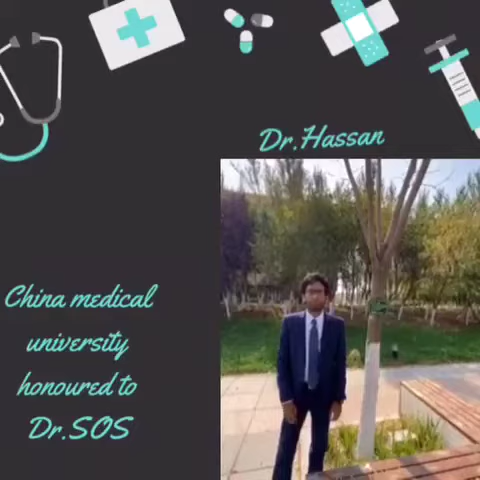 Dr.Hassan
China medical
university
honoured to
Dr.SOS